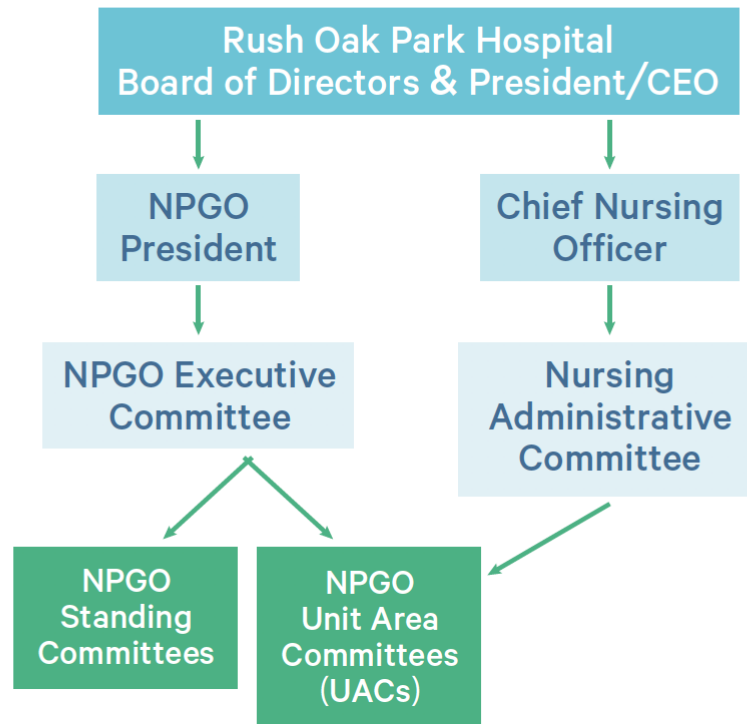 Rush Oak Park Hospital
Board of Directors & President/CEO
NPGO
President
Chief Nursing
Officer
NPGO Executive
Committee
Nursing
Administrative
Committee
NPGO
Standing
Committees
NPGO
Unit Area
Committees
(UACs)